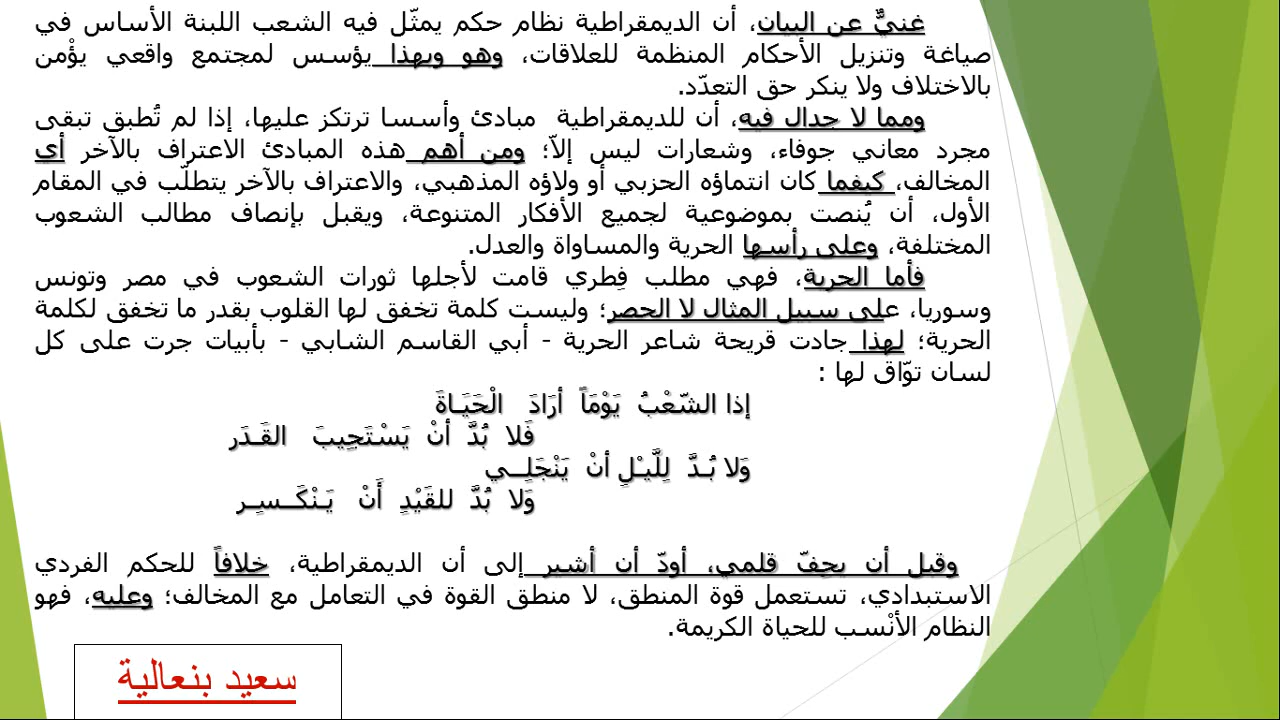 غنيٌّ عن البيان، أن الديمقراطية نظام حكم يمثّل فيه الشعب اللبنة الأساس في
صياغة وتنزيل الأحكام المنظمة للعلاقات، وهو وبهذا يؤسس لمجتمع واقعي يؤْمن
بالاختلاف ولا ينكر حق التعدّد.
ومما لا جدال فيه، أن للديمقراطية مبادئ وأسسا ترتكز عليها، إذا لم تُطبق تبقى
مجرد معاني جوفاء، وشعارات ليس إلاّ؛ ومن أهم هذه المبادئ الاعتراف بالآخر أي
المخالف، كيفما كان انتماؤه الحزبي أو ولاؤه المذهبي، والاعتراف بالآخر يتطلّب في المقام
الأول، أن يُنصت بموضوعية لجميع الأفكار المتنوعة، ويقبل بإنصاف مطالب الشعوب
المختلفة، وعلى رأسها الحرية والمساواة والعدل.
فأما الحرية، فهي مطلب فِطري قامت لأجلها ثورات الشعوب في مصر وتونس
وسوريا، على سبيل المثال لا الحصر؛ وليست كلمة تخفق لها القلوب بقدر ما تخفق لكلمة
الحرية؛ لهذا جادت قريحة شاعر الحرية - أبي القاسم الشابي - بأبيات جرت على كل
لسان توّاق لها :
إذا الشّعْبُ يَوْمَاً أرَادَ الْحَيَـاةَ
فَلا بُدَّ أنْ يَسْتَجِيبَ القَـدَر
وَلا بُـدَّ لِلَّيـْلِ أنْ يَنْجَلِــي
وَلا بُدَّ للقَيْدِ أَنْ يَـنْكَــسِـر
وقبل أن يجفّ قلمي، أودّ أن أشير إلى أن الديمقراطية، خلافاً للحكم الفردي
الاستبدادي، تستعمل قوة المنطق، لا منطق القوة في التعامل مع المخالف؛ وعليه، فهو
النظام الأنْسب للحياة الكريمة.
سعيد بنعالية